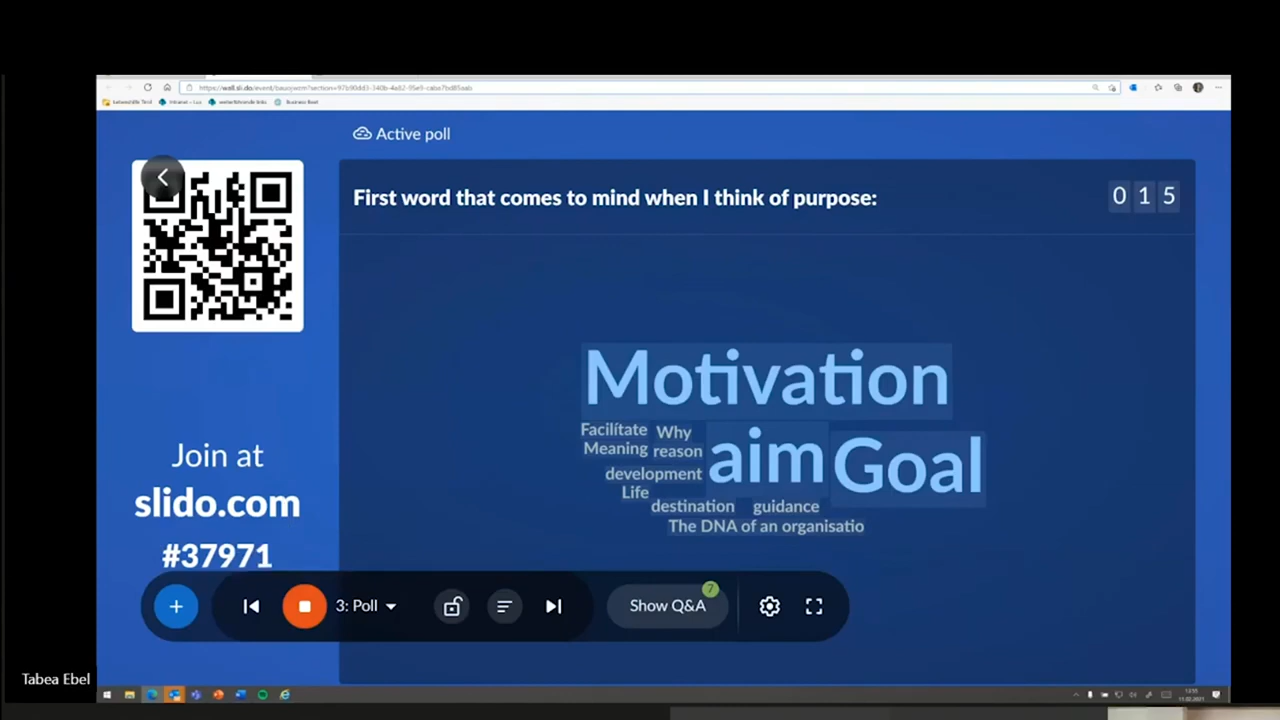 Active poll
First word that comes to mind when I think of purpose:
0 1 5
Motivation
Facilitate Why
Meaning reason
aim Goal
development
Life
destination guidance
The DNA of an organisatio
Join at
slido.com
#37971
3: Poll
Show Q&A
7
Tabea Ebel